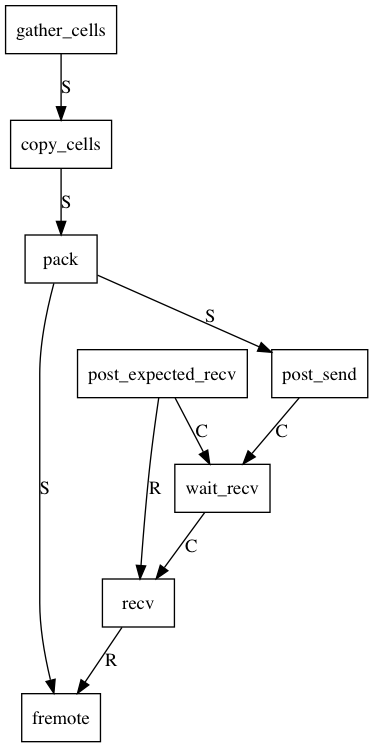 gather_cells
S
copy_cells
S
pack
S
post_expected_recv
post_send
C
C
wait_recv
S
R
C
recv
R
fremote